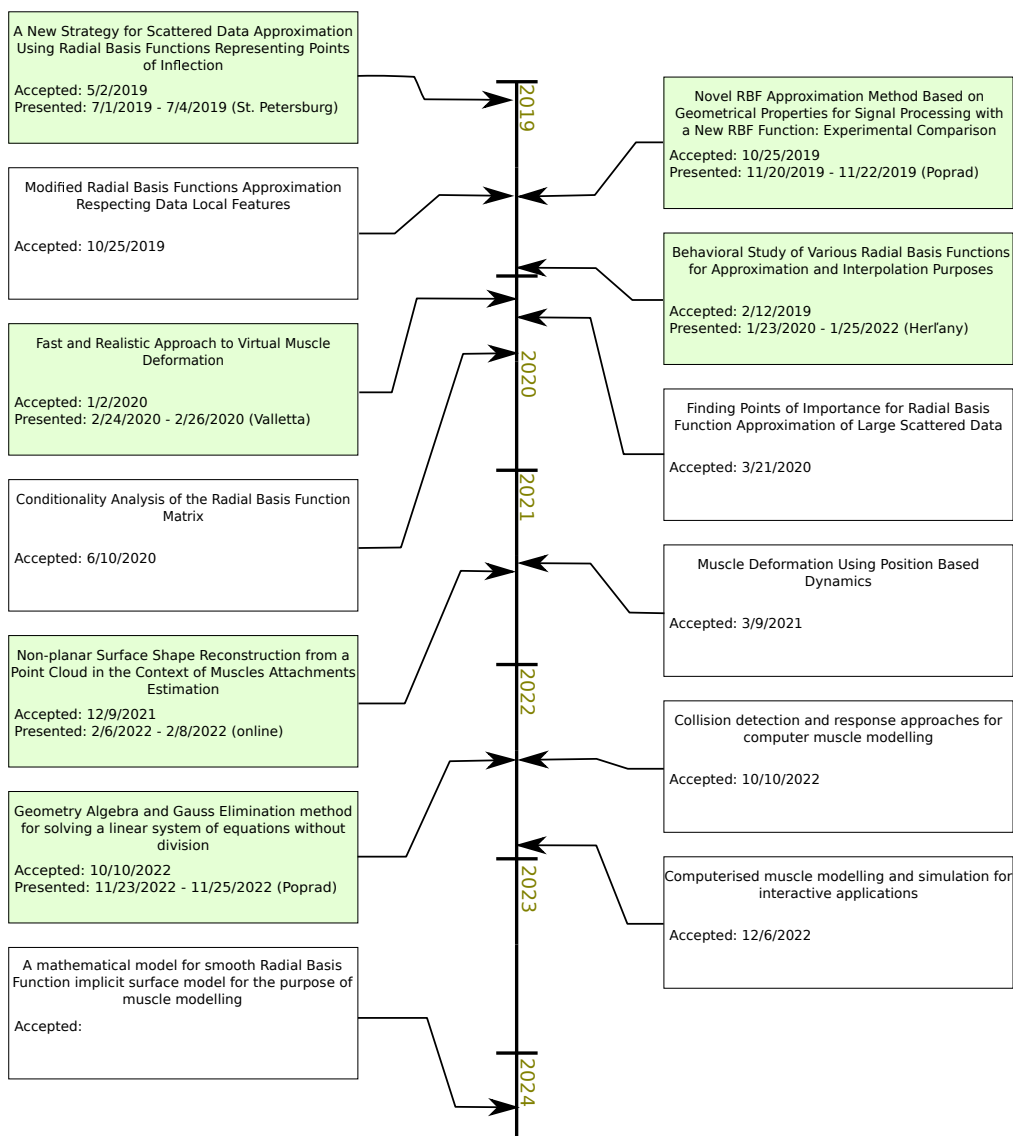 A New Strategy for Scattered Data Approximation
Using Radial Basis Functions Representing Points
of Inflection
Accepted: 5/2/2019
Presented: 7/1/2019 - 7/4/2019 (St. Petersburg)
Modified Radial Basis Functions Approximation
Respecting Data Local Features
Accepted: 10/25/2019
Fast and Realistic Approach to Virtual Muscle
Deformation
Accepted: 1/2/2020
Presented: 2/24/2020 - 2/26/2020 (Valletta)
Conditionality Analysis of the Radial Basis Function
Matrix
Accepted: 6/10/2020
Non-planar Surface Shape Reconstruction from a
Point Cloud in the Context of Muscles Attachments
Estimation
Accepted: 12/9/2021
Presented: 2/6/2022 - 2/8/2022 (online)
Geometry Algebra and Gauss Elimination method
for solving a linear system of equations without
division
Accepted: 10/10/2022
Presented: 11/23/2022 - 11/25/2022 (Poprad)
A mathematical model for smooth Radial Basis
Function implicit surface model for the purpose of
muscle modelling
Accepted:
2019
2020
2021
2022
2023
2024
Novel RBF Approximation Method Based on
Geometrical Properties for Signal Processing with
a New RBF Function: Experimental Comparison
Accepted: 10/25/2019
Presented: 11/20/2019 - 11/22/2019 (Poprad)
Behavioral Study of Various Radial Basis Functions
for Approximation and Interpolation Purposes
Accepted: 2/12/2019
Presented: 1/23/2020 - 1/25/2022 (Herľany)
Finding Points of Importance for Radial Basis
Function Approximation of Large Scattered Data
Accepted: 3/21/2020
Muscle Deformation Using Position Based
Dynamics
Accepted: 3/9/2021
Collision detection and response approaches for
computer muscle modelling
Accepted: 10/10/2022
Computerised muscle modelling and simulation for
interactive applications
Accepted: 12/6/2022